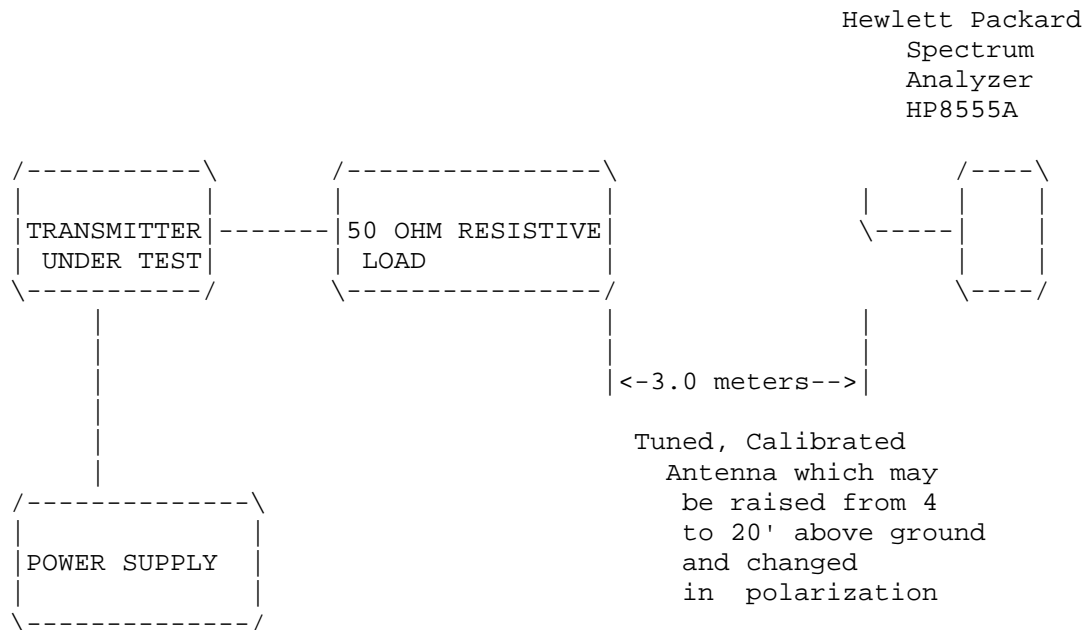 Hewlett Packard
Spectrum
Analyzer
HP8555A
TRANSMITTER
UNDER TEST
50 OHM RESISTIVE
LOAD
<-3.0 meters-->
Tuned, Calibrated
Antenna which may
be raised from 4
to 20' above ground
and changed
in polarization
POWER SUPPLY